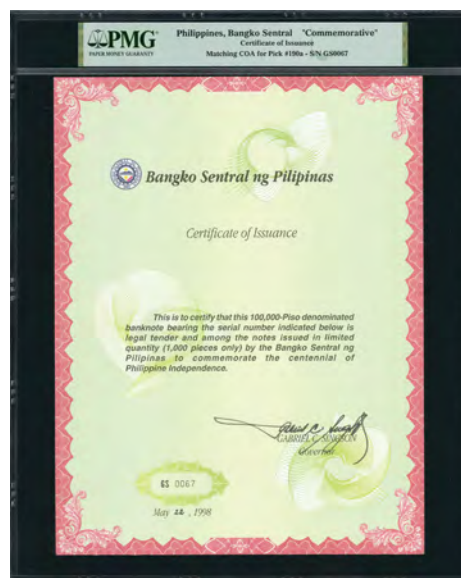 PMG
PAPER MONEY GUARANTY
Philippines, Bangko Sentral "Commemorative"
Certificate of Issuance
Matching COA for Pick #190a - S/N GS0067
Bangko Sentral ng Pilipinas
Certificate of Issuance
This is to certify that this 100,000-Piso denominated
banknote bearing the serial number indicated below is
legal tender and among the notes issued in limited
quantity (1,000 pieces only) by the Bangko Sentral ng
Pilipinas to commemorate the centennial of
Philippine Independence.
GABRIEL C. SINGSON
Governor
GS 0067
May , 1998